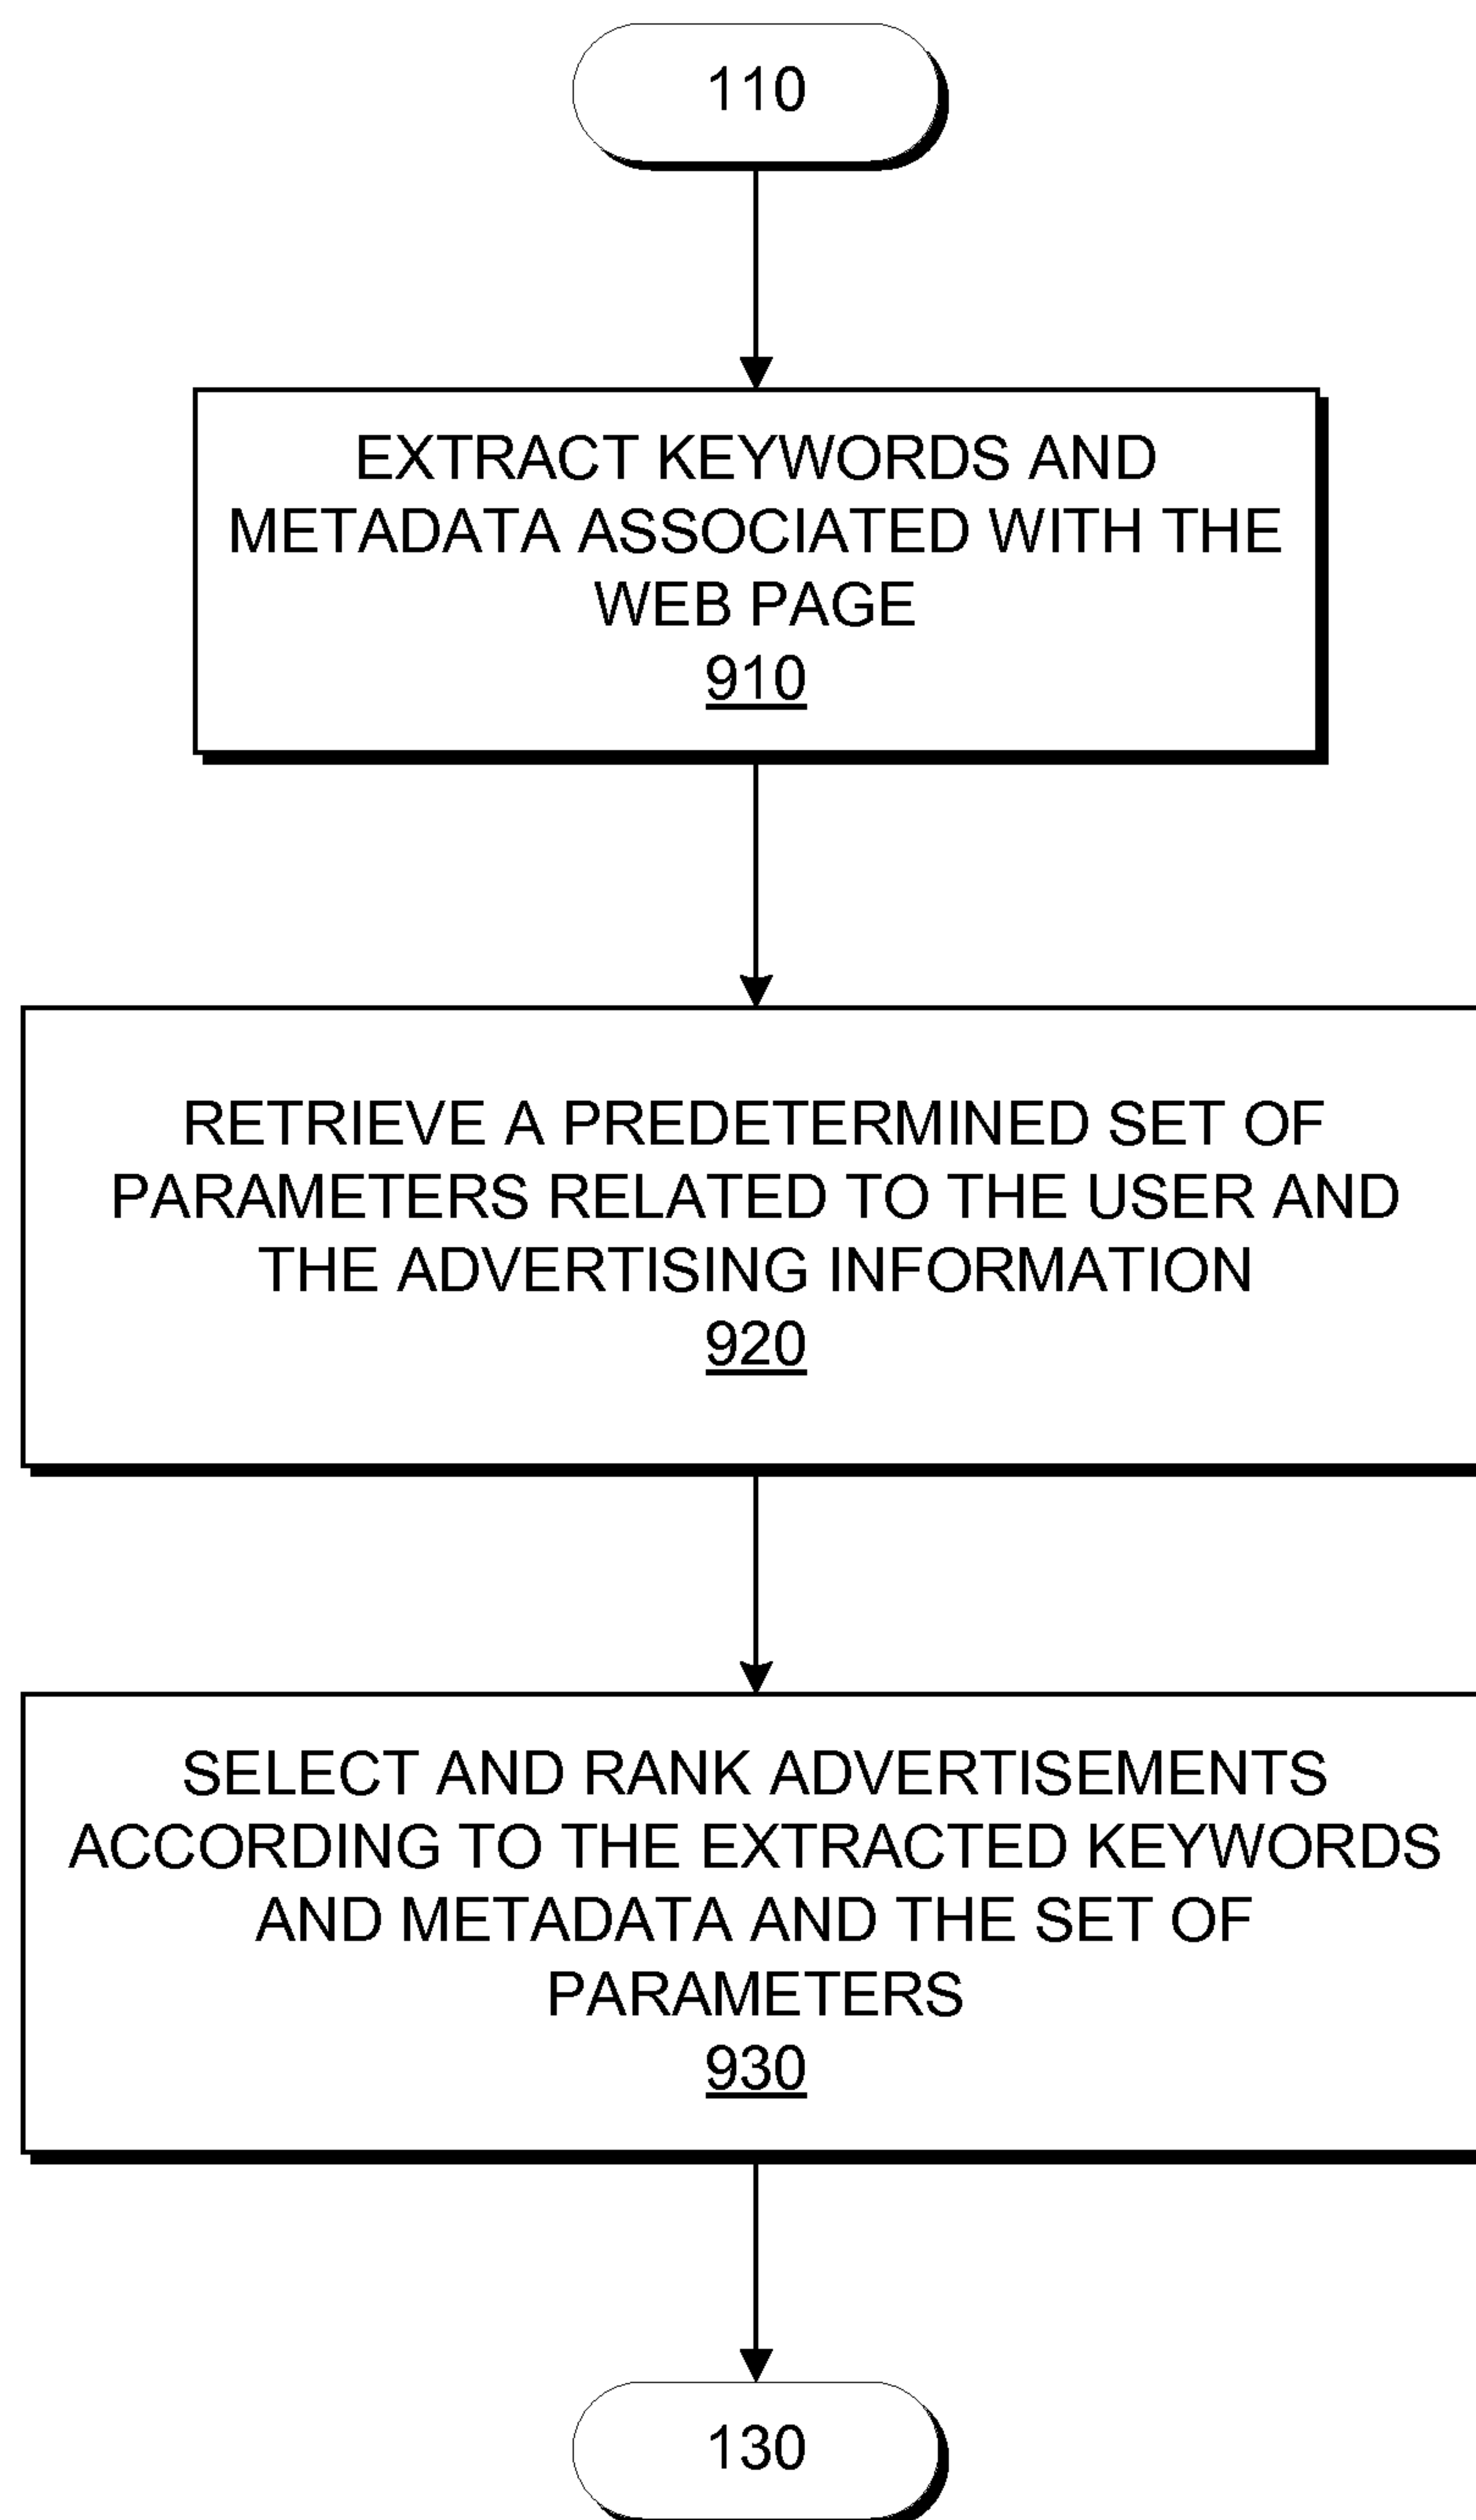 110
EXTRACT KEYWORDS AND
METADATA ASSOCIATED WITH THE
WEB PAGE
910
RETRIEVE A PREDETERMINED SET OF
PARAMETERS RELATED TO THE USER AND
THE ADVERTISING INFORMATION
920
SELECT AND RANK ADVERTISEMENTS
ACCORDING TO THE EXTRACTED KEYWORDS
AND METADATA AND THE SET OF
PARAMETERS
930
130